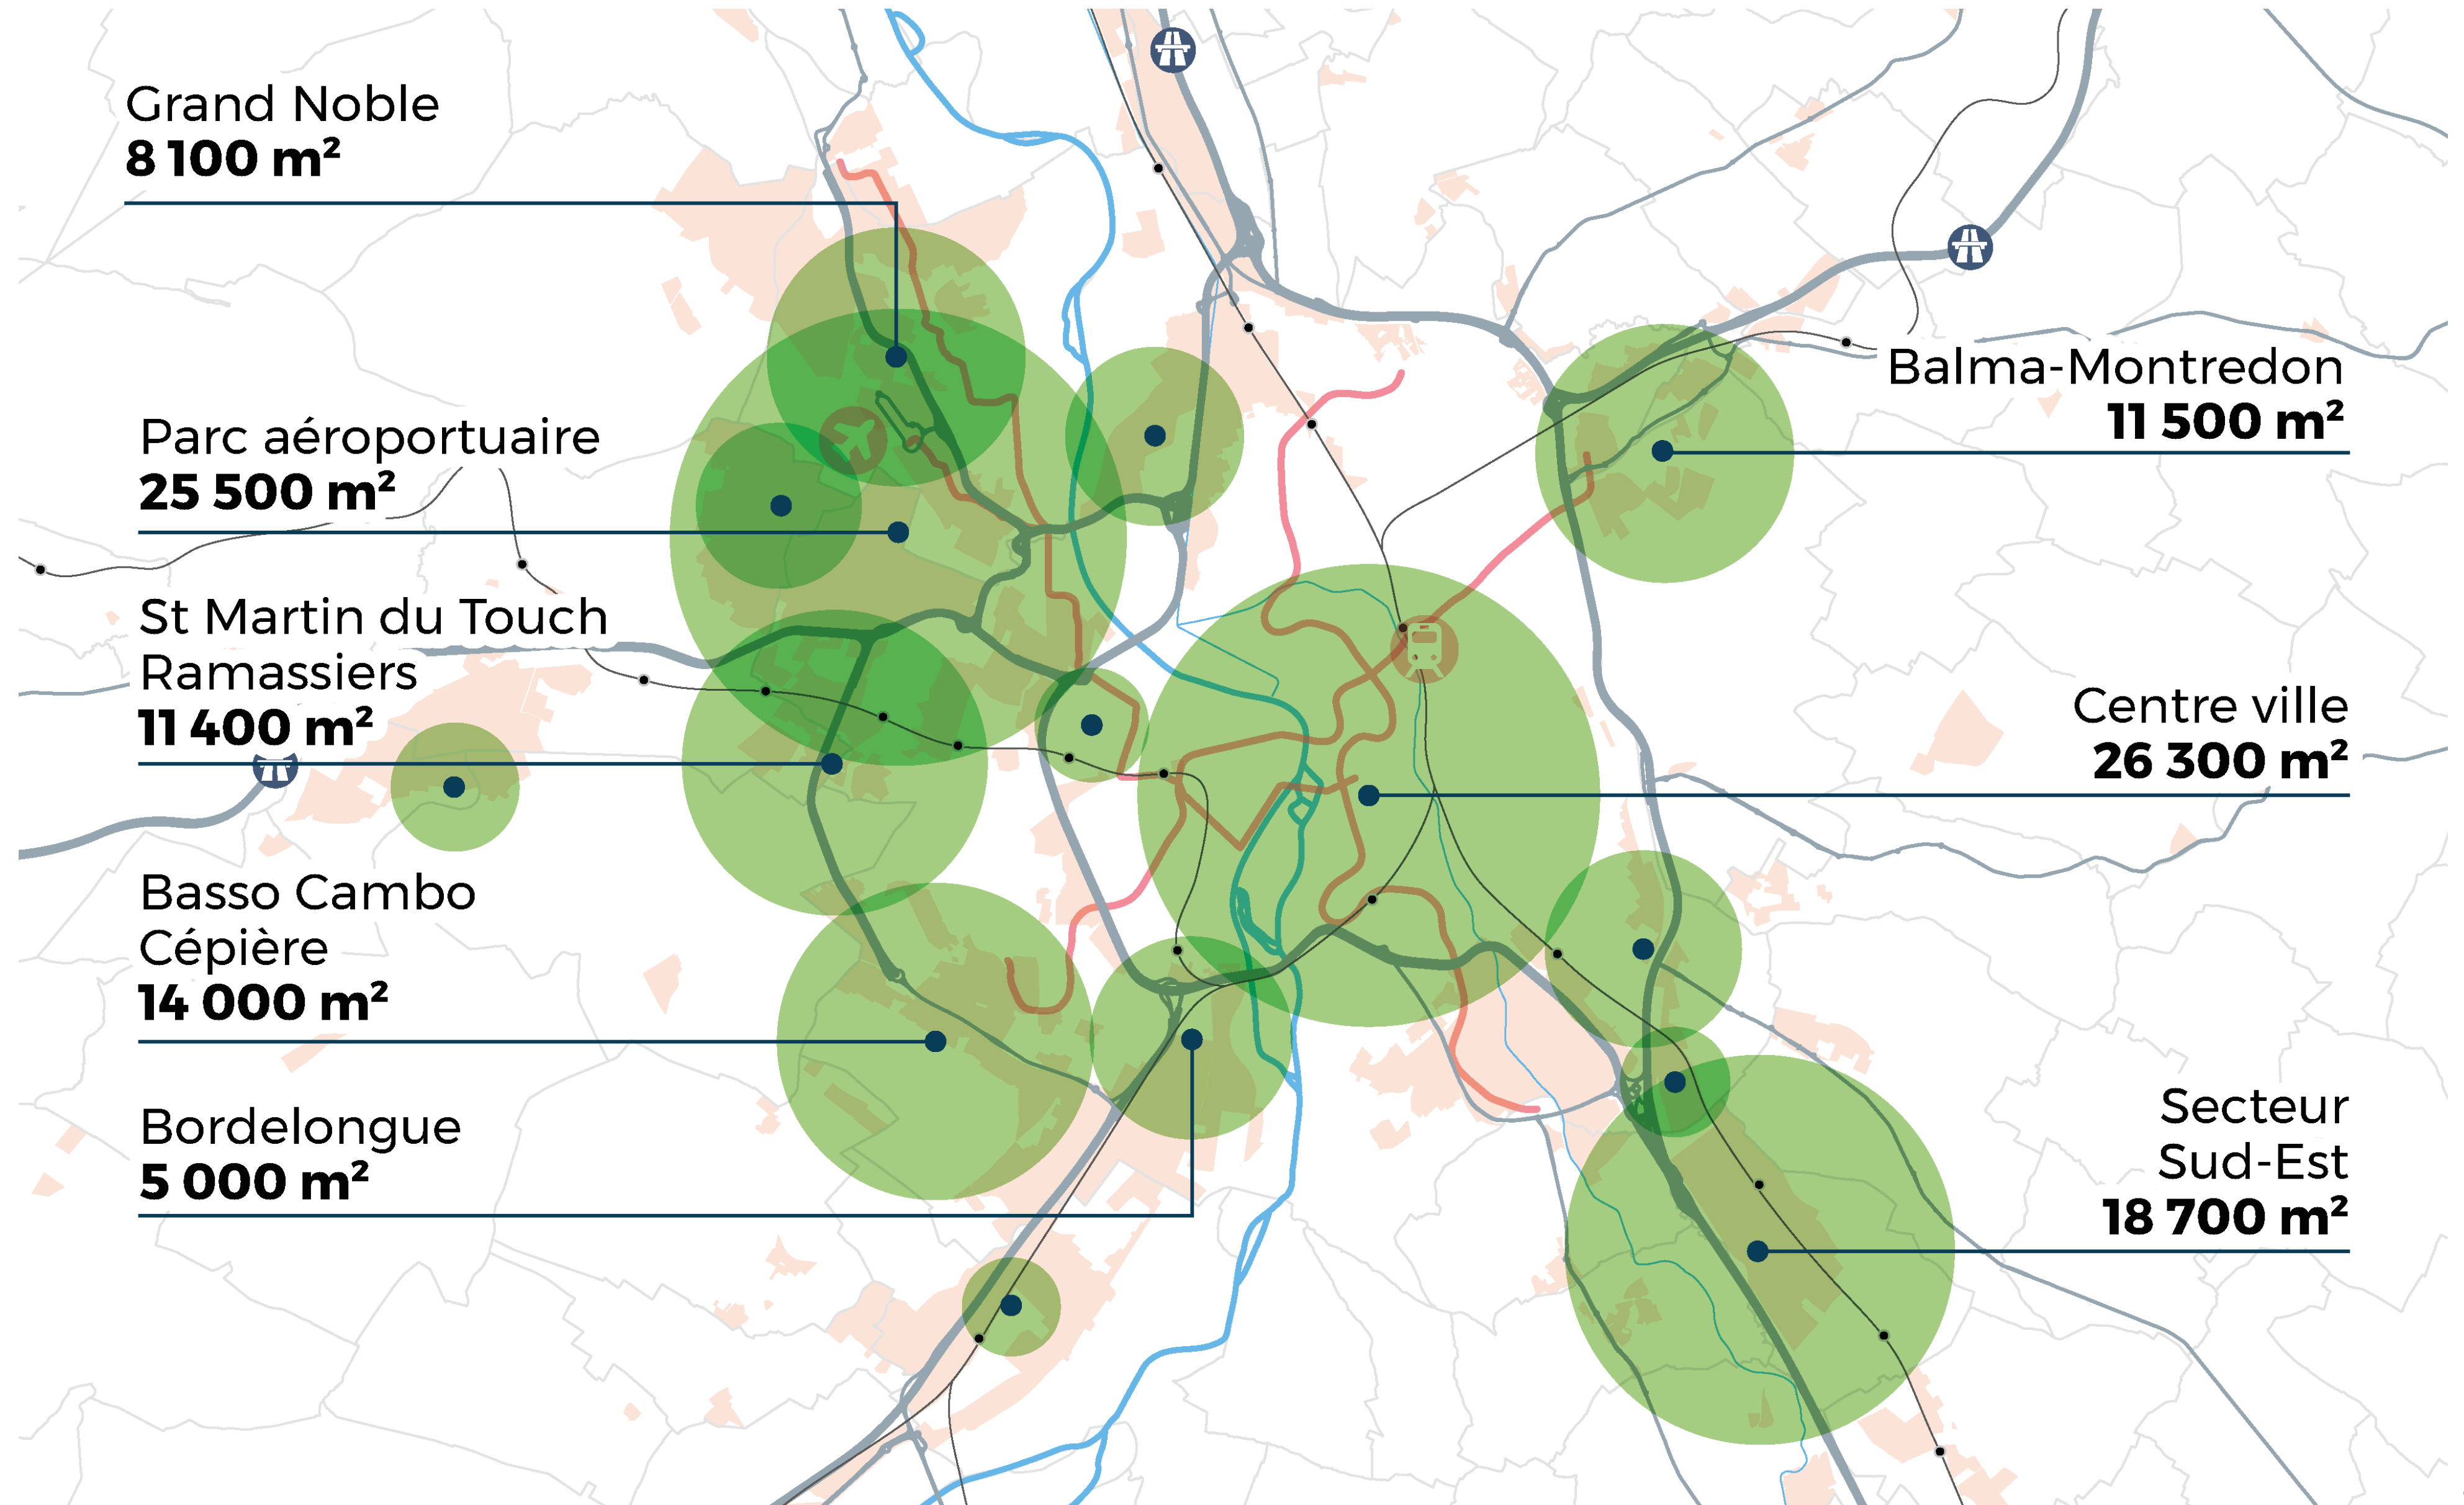 Grand Noble
8 100 m²
Parc aéroportuaire
25 500 m²
St Martin du Touch
Ramassiers
11 400 m²
Basso Cambo
Cépière
14 000 m²
Bordelongue
5 000 m²
Balma-Montredon
11 500 m²
Centre ville
26 300 m²
Secteur
Sud-Est
18 700 m²